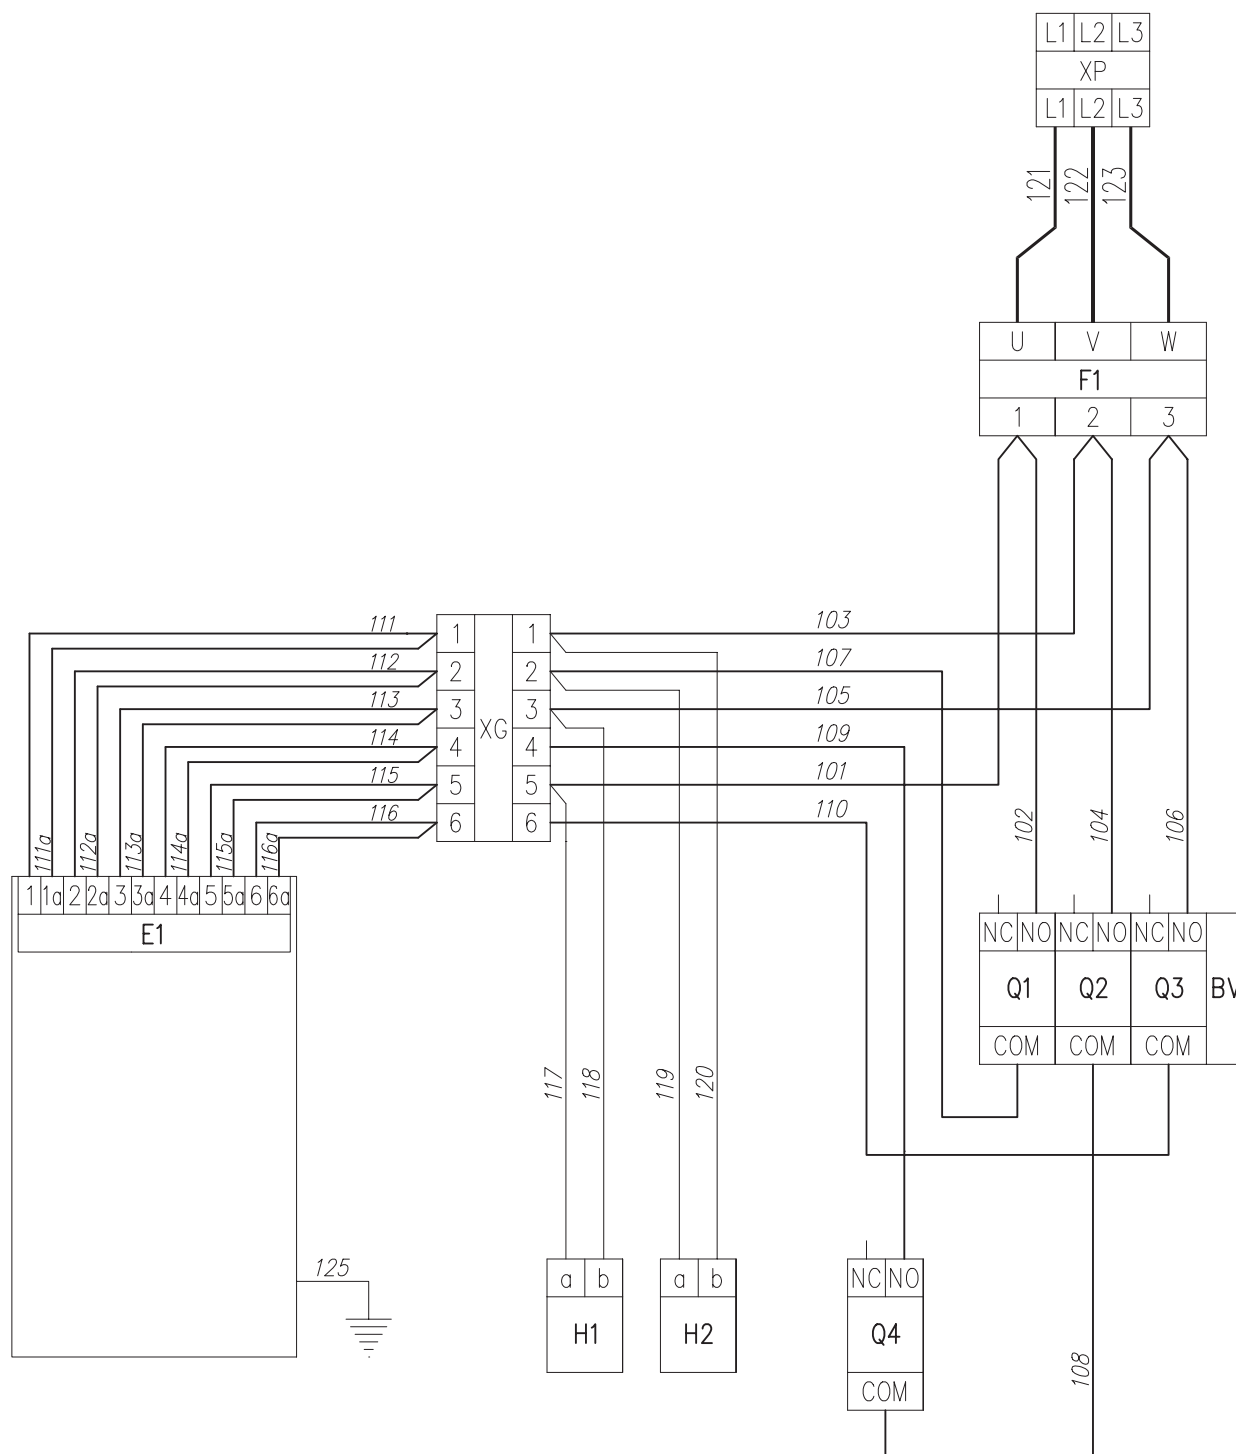 L1 L2 L3
XP
L1 L2 L3
121 122 123
U V W
F1
1 2 3
111 1 1 103
112 2 2 107
113 3 3 105
XG
114 4 4 109
115 5 5 101
116 6 6 110
102 104 106
111a 112a 113a 114a 115a 116a
1 1a 2 2a 3 3a 4 4a 5 5a 6 6a
E1
NC NO NC NO NC NO
Q1 Q2 Q3 BV
COM COM COM
117 118 119 120
125
a b a b NC NO
H1 H2 Q4
108
COM